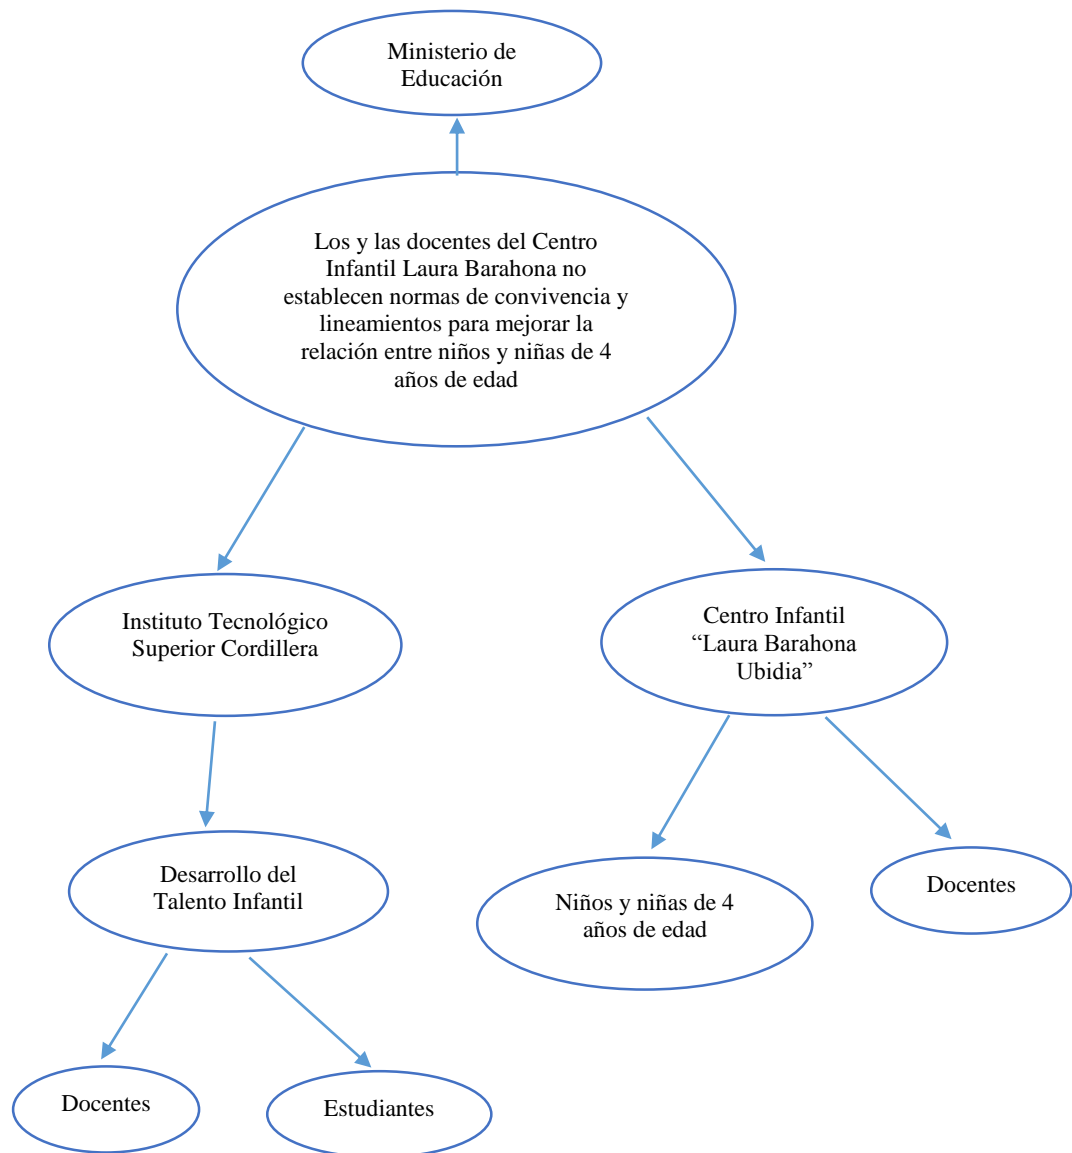 Ministerio de
Educación
Los y las docentes del Centro
Infantil Laura Barahona no
establecen normas de convivencia y
lineamientos para mejorar la
relación entre niños y niñas de 4
años de edad
Instituto Tecnológico
Superior Cordillera
Centro Infantil
“Laura Barahona
Ubidia”
Desarrollo del
Talento Infantil
Niños y niñas de 4
años de edad
Docentes
Docentes
Estudiantes